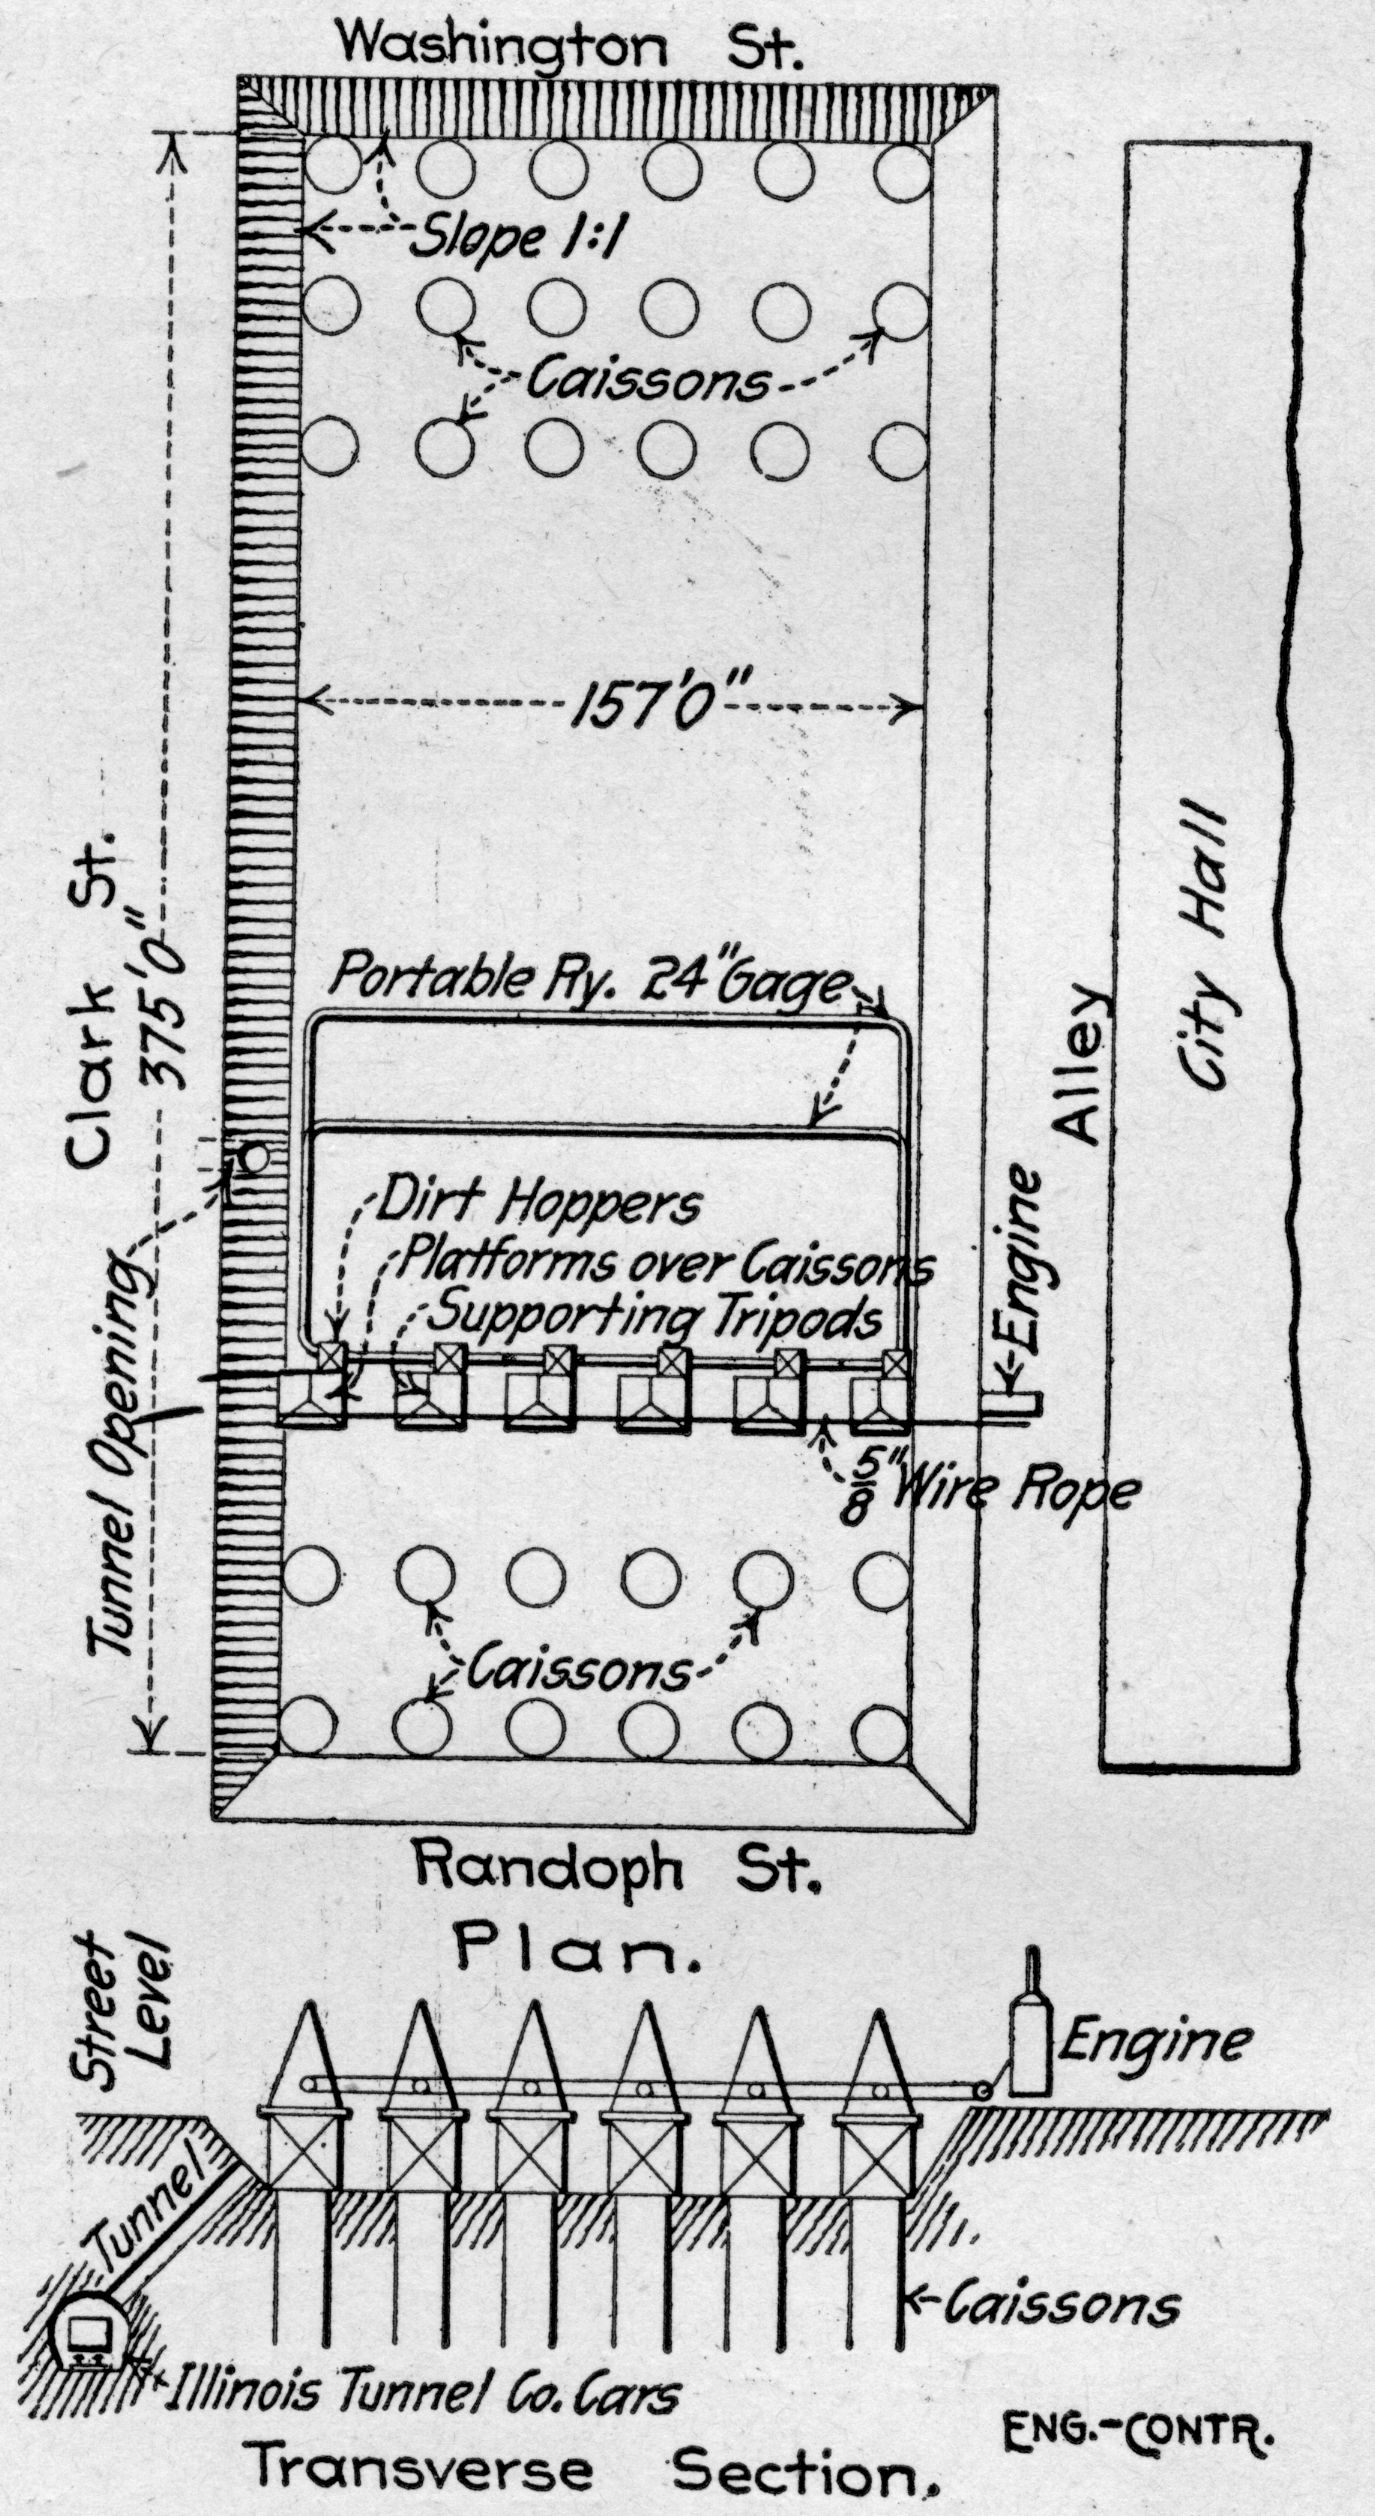 Washington St.
Slope 1:1
Caissons
157'0"
Clark St.
375'0"
Portable Ry. 24" Gage
Alley
City Hall
Dirt Hoppers
Platforms over Caissons
Supporting Tripods
Engine
Tunnel Opening
5/8" Wire Rope
Caissons
Randoph St.
Plan.
Street
Level
Engine
Tunnel
Caissons
Illinois Tunnel Co. Cars
ENG.-CONTR.
Transverse Section.